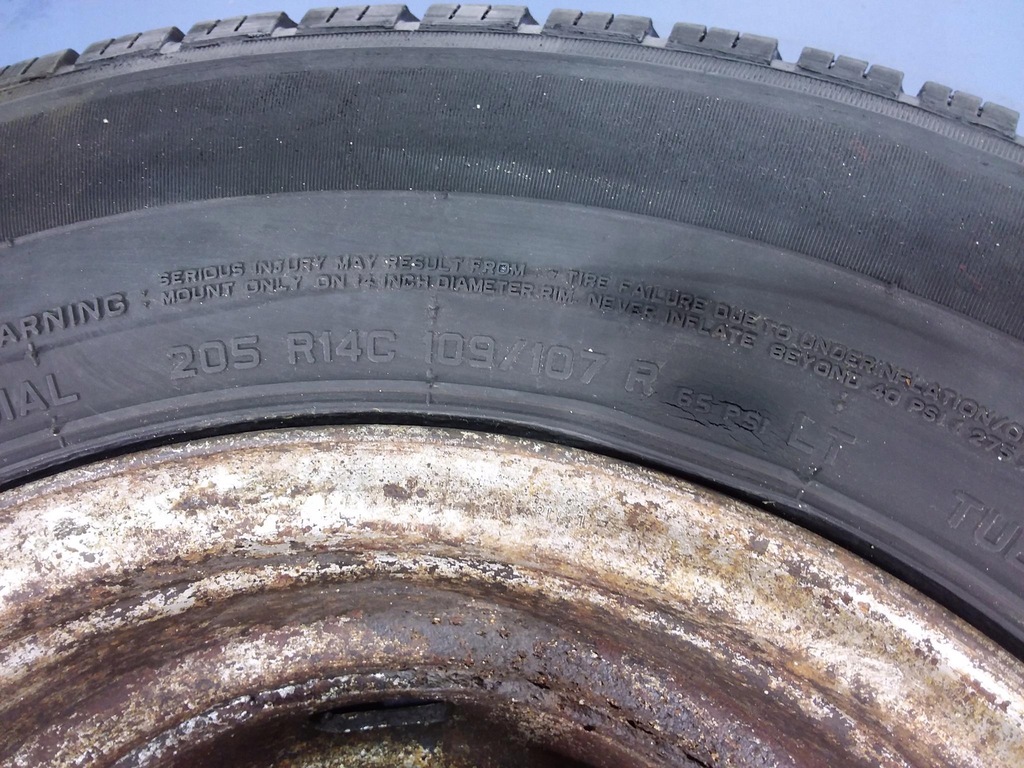 ARNING : SERIOUS INJURY MAY RESULT FROM : TIRE FAILURE DUE TO UNDERINFLATION/O
MOUNT ONLY ON 14 INCH DIAMETER RIM NEVER INFLATE BEYOND 40 PSI / 275
IAL 205 R14C 109/107 R 65 PSI LT TU